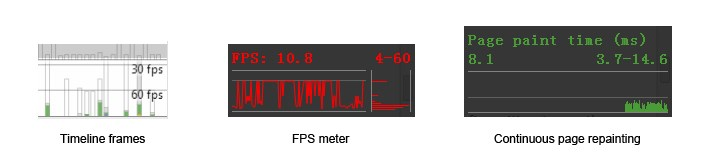 30 fps
60 fps
Timeline frames
FPS: 10.8 4-60
FPS meter
Page paint time (ms)
8.1 3.7-14.6
Continuous page repainting